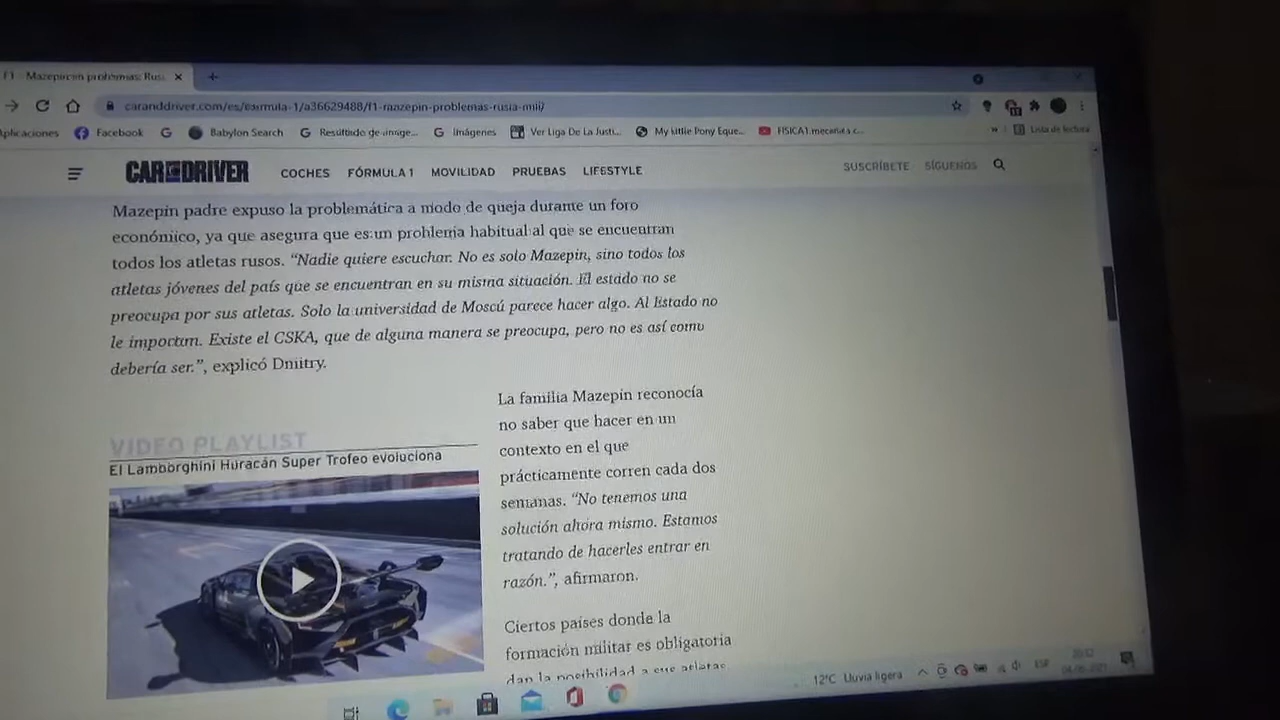 F1 - Mazepin
caranddriver.com/es/formula-1/a36629488/f1-mazepin-problemas-rusia-mili/
Aplicaciones Facebook Babylon Search Resultado de image... Imágenes Ver Liga De La Justi... My Little Pony Eque... FISICA1 mecanica c... Lista de lectura
CAR AND DRIVER COCHES FÓRMULA 1 MOVILIDAD PRUEBAS LIFESTYLE SUSCRÍBETE SÍGUENOS
Mazepin padre expuso la problemática a modo de queja durante un foro
económico, ya que asegura que es un problema habitual al que se encuentran
todos los atletas rusos. “Nadie quiere escuchar. No es solo Mazepin, sino todos los
atletas jóvenes del país que se encuentran en su misma situación. El estado no se
preocupa por sus atletas. Solo la universidad de Moscú parece hacer algo. Al Estado no
le importan. Existe el CSKA, que de alguna manera se preocupa, pero no es así como
debería ser.”, explicó Dmitry.
VIDEO PLAYLIST
El Lamborghini Huracán Super Trofeo evoluciona
La familia Mazepin reconocía
no saber que hacer en un
contexto en el que
prácticamente corren cada dos
semanas. “No tenemos una
solución ahora mismo. Estamos
tratando de hacerles entrar en
razón.”, afirmaron.
Ciertos países donde la
formación militar es obligatoria
dan la posibilidad a sus atletas
12°C Lluvia ligera ESP